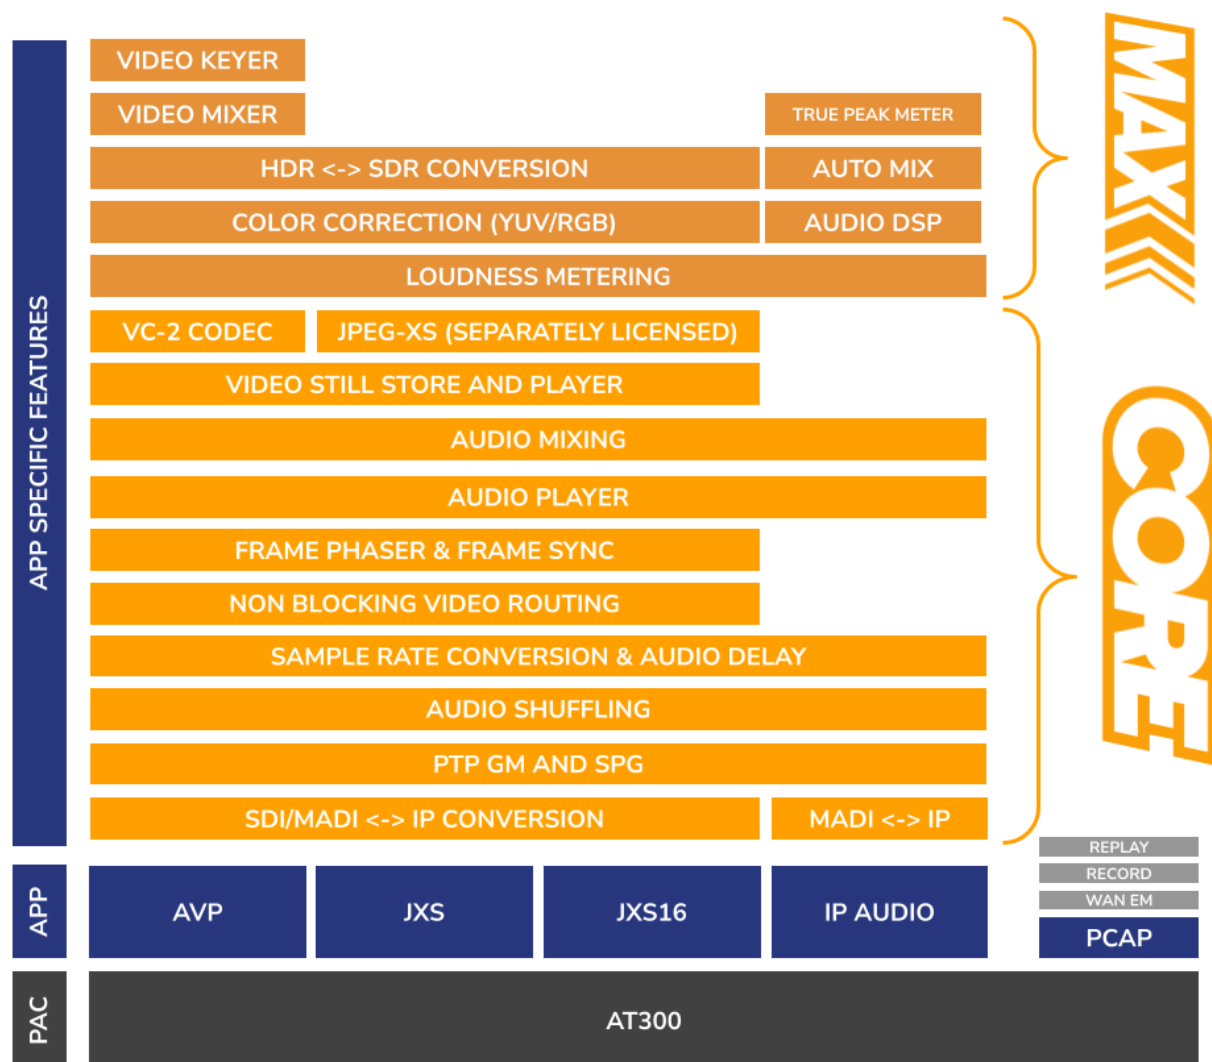 VIDEO KEYER
VIDEO MIXER
TRUE PEAK METER
HDR <-> SDR CONVERSION
AUTO MIX
COLOR CORRECTION (YUV/RGB)
AUDIO DSP
LOUDNESS METERING
MAX
APP SPECIFIC FEATURES
VC-2 CODEC
JPEG-XS (SEPARATELY LICENSED)
VIDEO STILL STORE AND PLAYER
AUDIO MIXING
AUDIO PLAYER
FRAME PHASER & FRAME SYNC
NON BLOCKING VIDEO ROUTING
SAMPLE RATE CONVERSION & AUDIO DELAY
AUDIO SHUFFLING
PTP GM AND SPG
SDI/MADI <-> IP CONVERSION
MADI <-> IP
CORE
REPLAY
RECORD
WAN EM
PCAP
APP
AVP
JXS
JXS16
IP AUDIO
PAC
AT300